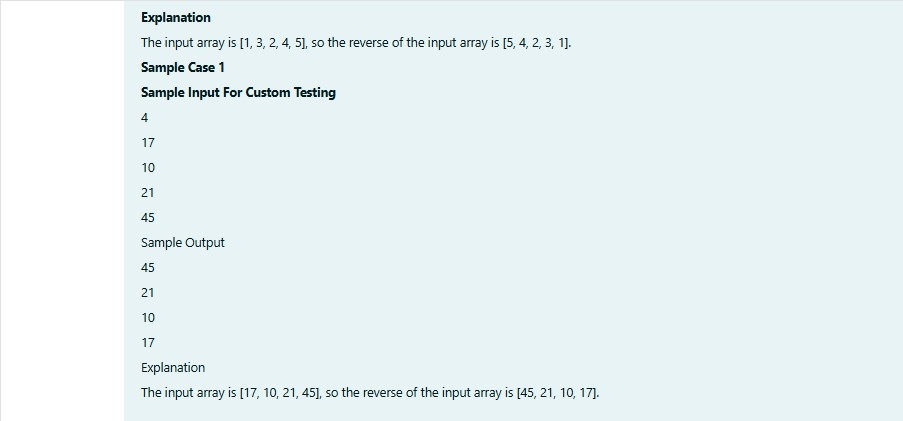 Explanation
The input array is [1, 3, 2, 4, 5], so the reverse of the input array is [5, 4, 2, 3, 1].
Sample Case 1
Sample Input For Custom Testing
4
17
10
21
45
Sample Output
45
21
10
17
Explanation
The input array is [17, 10, 21, 45], so the reverse of the input array is [45, 21, 10, 17].